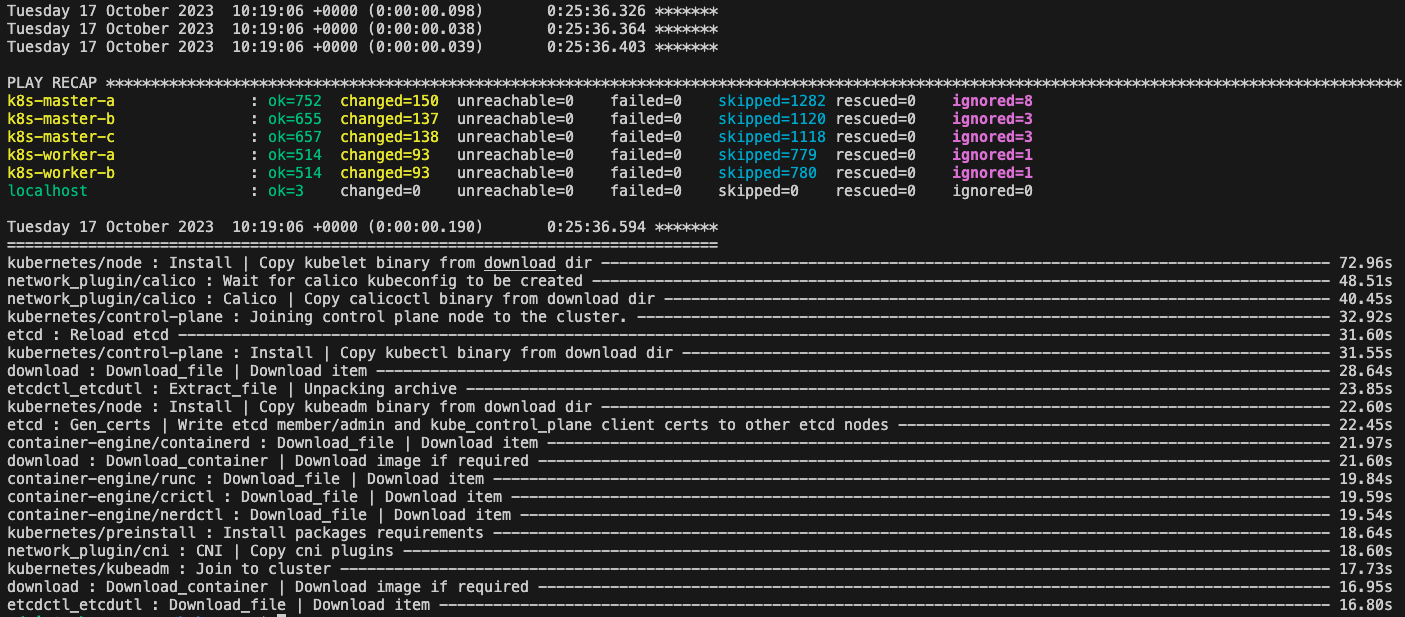 Tuesday 17 October 2023  10:19:06 +0000 (0:00:00.098)       0:25:36.326 *******
Tuesday 17 October 2023  10:19:06 +0000 (0:00:00.038)       0:25:36.364 *******
Tuesday 17 October 2023  10:19:06 +0000 (0:00:00.039)       0:25:36.403 *******
PLAY RECAP ************************************************************************************************************************************************
k8s-master-a               : ok=752  changed=150  unreachable=0    failed=0    skipped=1282 rescued=0    ignored=8
k8s-master-b               : ok=655  changed=137  unreachable=0    failed=0    skipped=1120 rescued=0    ignored=3
k8s-master-c               : ok=657  changed=138  unreachable=0    failed=0    skipped=1118 rescued=0    ignored=3
k8s-worker-a               : ok=514  changed=93   unreachable=0    failed=0    skipped=779  rescued=0    ignored=1
k8s-worker-b               : ok=514  changed=93   unreachable=0    failed=0    skipped=780  rescued=0    ignored=1
localhost                  : ok=3    changed=0    unreachable=0    failed=0    skipped=0    rescued=0    ignored=0
Tuesday 17 October 2023  10:19:06 +0000 (0:00:00.190)       0:25:36.594 *******
===============================================================================
kubernetes/node : Install | Copy kubelet binary from download dir --------------------------------------------------------------------------------- 72.96s
network_plugin/calico : Wait for calico kubeconfig to be created ---------------------------------------------------------------------------------- 48.51s
network_plugin/calico : Calico | Copy calicoctl binary from download dir -------------------------------------------------------------------------- 40.45s
kubernetes/control-plane : Joining control plane node to the cluster. ----------------------------------------------------------------------------- 32.92s
etcd : Reload etcd -------------------------------------------------------------------------------------------------------------------------------- 31.60s
kubernetes/control-plane : Install | Copy kubectl binary from download dir ------------------------------------------------------------------------ 31.55s
download : Download_file | Download item ---------------------------------------------------------------------------------------------------------- 28.64s
etcdctl_etcdutl : Extract_file | Unpacking archive ------------------------------------------------------------------------------------------------ 23.85s
kubernetes/node : Install | Copy kubeadm binary from download dir --------------------------------------------------------------------------------- 22.60s
etcd : Gen_certs | Write etcd member/admin and kube_control_plane client certs to other etcd nodes ------------------------------------------------ 22.45s
container-engine/containerd : Download_file | Download item --------------------------------------------------------------------------------------- 21.97s
download : Download_container | Download image if required ---------------------------------------------------------------------------------------- 21.60s
container-engine/runc : Download_file | Download item --------------------------------------------------------------------------------------------- 19.84s
container-engine/crictl : Download_file | Download item ------------------------------------------------------------------------------------------- 19.59s
container-engine/nerdctl : Download_file | Download item ------------------------------------------------------------------------------------------ 19.54s
kubernetes/preinstall : Install packages requirements --------------------------------------------------------------------------------------------- 18.64s
network_plugin/cni : CNI | Copy cni plugins ------------------------------------------------------------------------------------------------------- 18.60s
kubernetes/kubeadm : Join to cluster -------------------------------------------------------------------------------------------------------------- 17.73s
download : Download_container | Download image if required ---------------------------------------------------------------------------------------- 16.95s
etcdctl_etcdutl : Download_file | Download item --------------------------------------------------------------------------------------------------- 16.80s